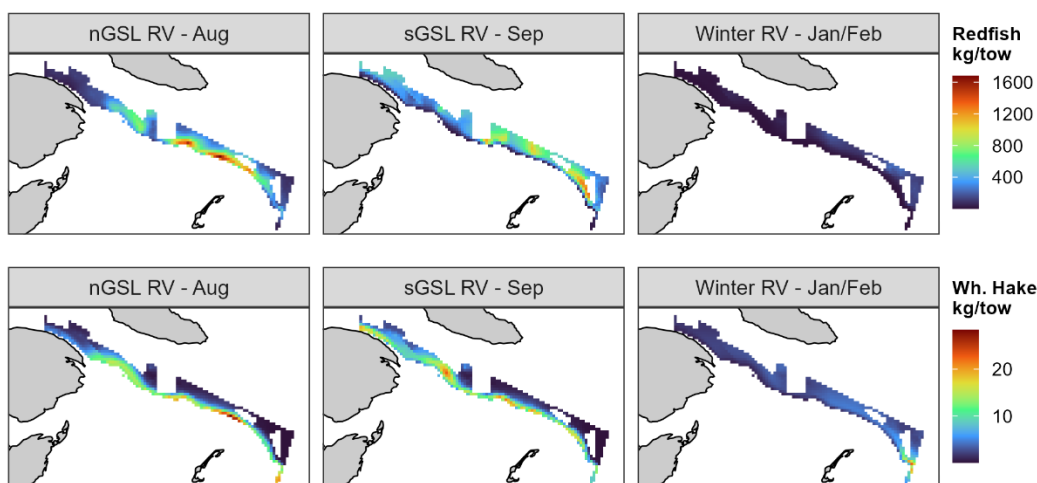 nGSL RV - Aug
sGSL RV - Sep
Winter RV - Jan/Feb
Redfish
kg/tow
1600
1200
800
400
nGSL RV - Aug
sGSL RV - Sep
Winter RV - Jan/Feb
Wh. Hake
kg/tow
20
10